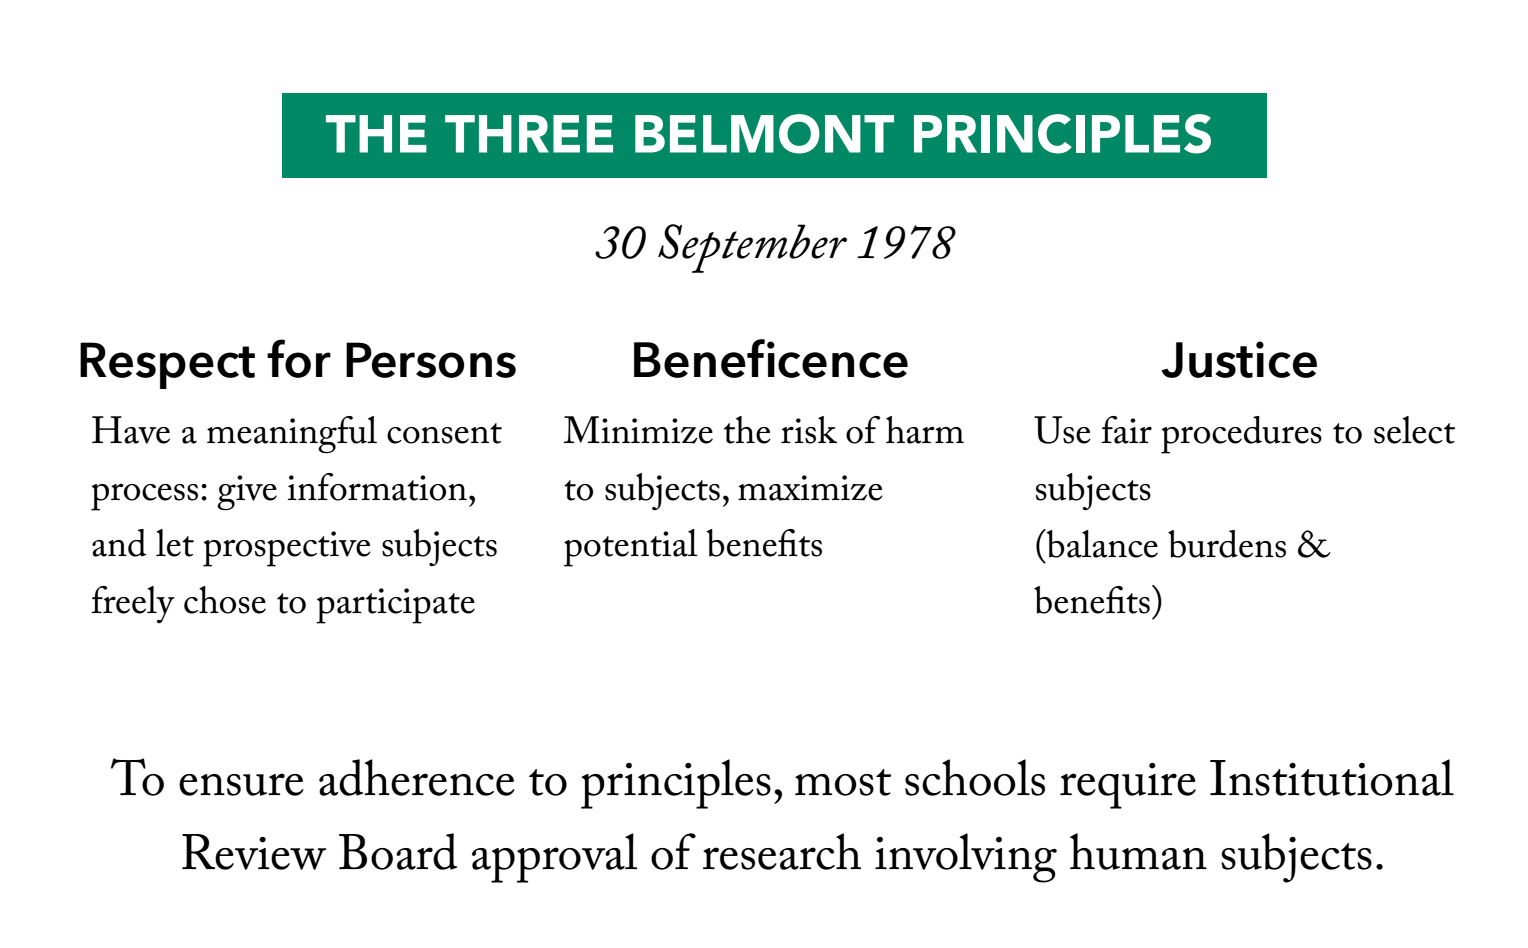 THE THREE BELMONT PRINCIPLES
30 September 1978
Respect for Persons
Have a meaningful consent
process: give information,
and let prospective subjects
freely chose to participate
Beneficence
Minimize the risk of harm
to subjects, maximize
potential benefits
Justice
Use fair procedures to select
subjects
(balance burdens &
benefits)
To ensure adherence to principles, most schools require Institutional
Review Board approval of research involving human subjects.